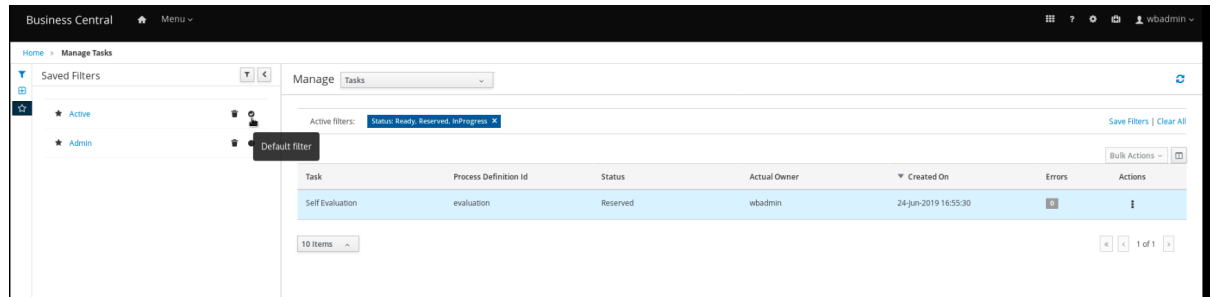 Business Central Menu ? wbadmin
Home > Manage Tasks
Saved Filters
Manage Tasks
Active
Active filters: Status: Ready, Reserved, InProgress X
Save Filters | Clear All
Admin
Default filter
Bulk Actions
Task Process Definition Id Status Actual Owner Created On Errors Actions
Self Evaluation evaluation Reserved wbadmin 24-Jun-2019 16:55:30 0
10 Items
« < 1 of 1 >